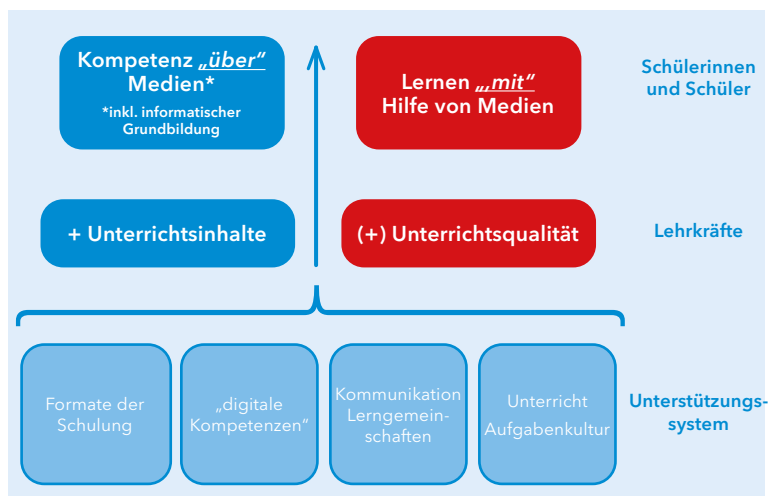 Kompetenz „über"
Medien*
*inkl. informatischer
Grundbildung
Lernen „„mit"
Hilfe von Medien
Schülerinnen
und Schüler
+ Unterrichtsinhalte
(+) Unterrichtsqualität
Lehrkräfte
Formate der
Schulung
„digitale
Kompetenzen“
Kommunikation
Lerngemein-
schaften
Unterricht
Aufgabenkultur
Unterstützungs-
system